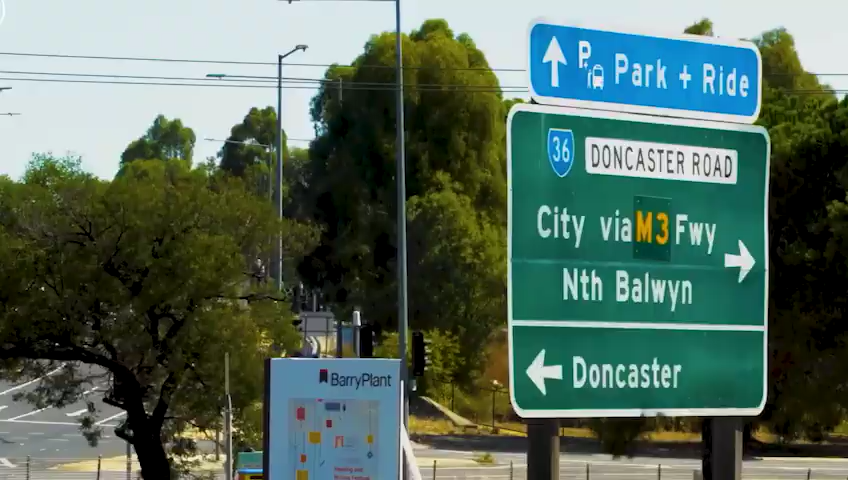 P Park + Ride
36 DONCASTER ROAD
City via M3 Fwy
Nth Balwyn
Doncaster
BarryPlant